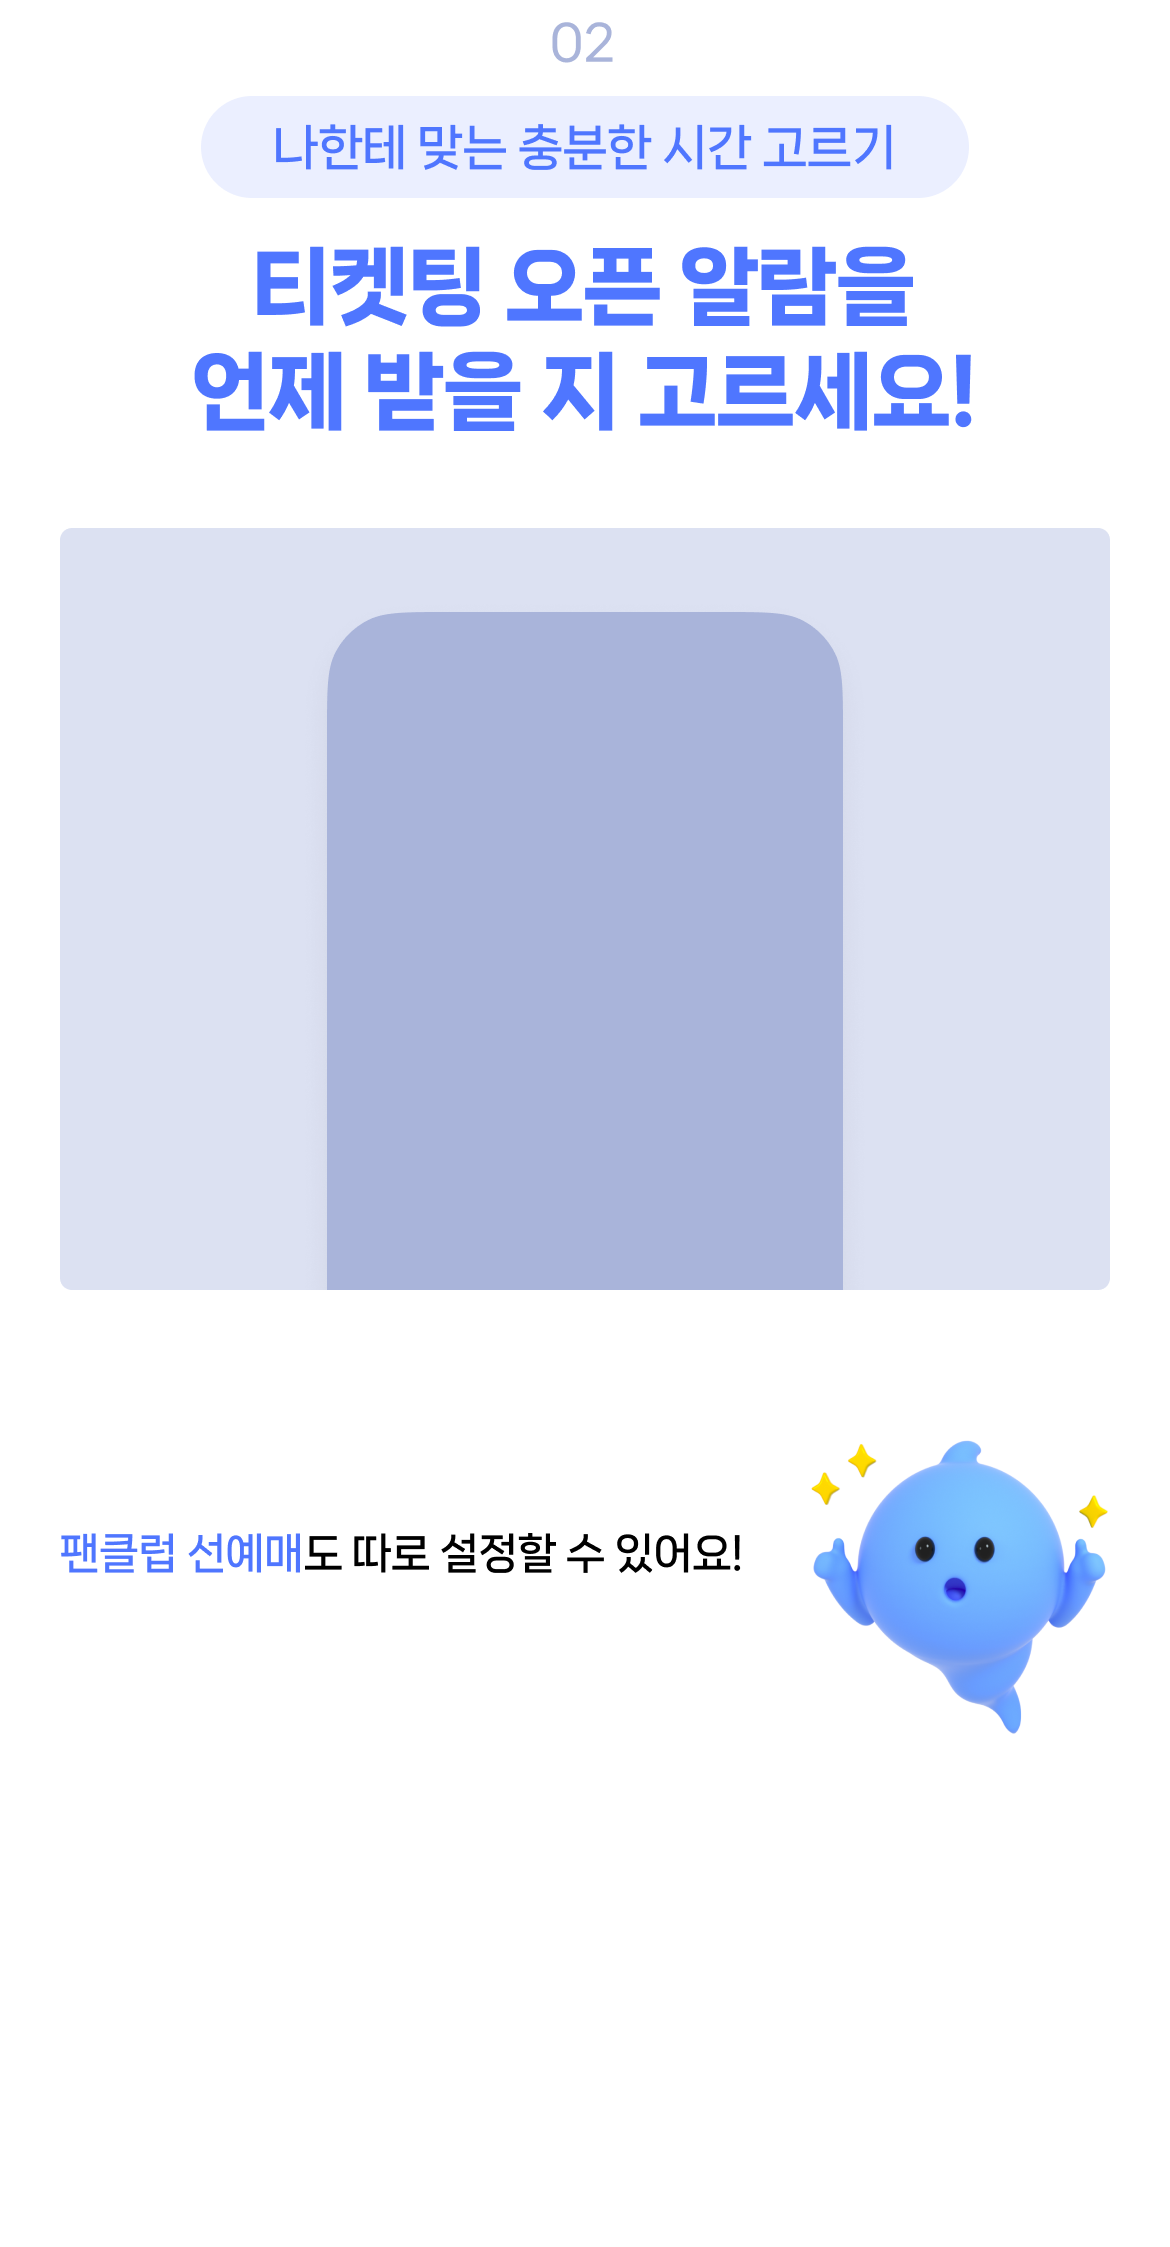 02
나한테 맞는 충분한 시간 고르기
티켓팅 오픈 알람을
언제 받을 지 고르세요!
팬클럽 선예매도 따로 설정할 수 있어요!